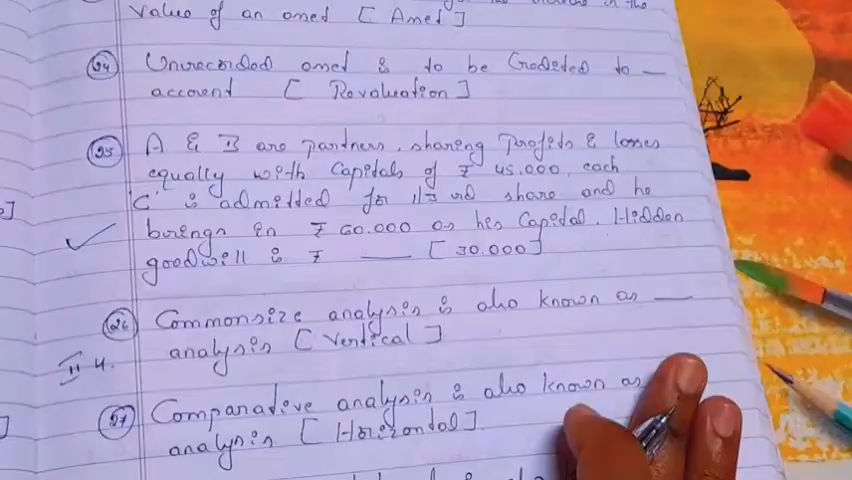 value of an asset [ Asset ]
24 Unrecorded asset is to be Credited to —
account [ Revaluation ]
25 A & B are partners, sharing Profits & losses
equally with Capitals of ₹ 45.000, each
'C' is admitted for 1/3 rd share and he
brings in ₹ 60.000 as his Capital. Hidden
goodwill is ₹ —— [ 30.000 ]
26 Commonsize analysis is also known as —
II 4. analysis [ Vertical ]
27 Comparative analysis is also known as
analysis [ Horizontal ].